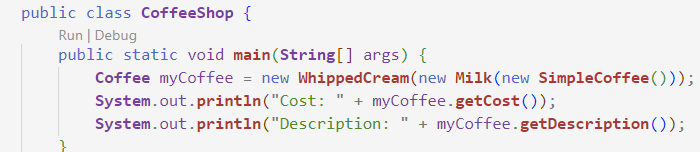 public class CoffeeShop {
Run | Debug
public static void main(String[] args) {
Coffee myCoffee = new WhippedCream(new Milk(new SimpleCoffee()));
System.out.println("Cost: " + myCoffee.getCost());
System.out.println("Description: " + myCoffee.getDescription());
}